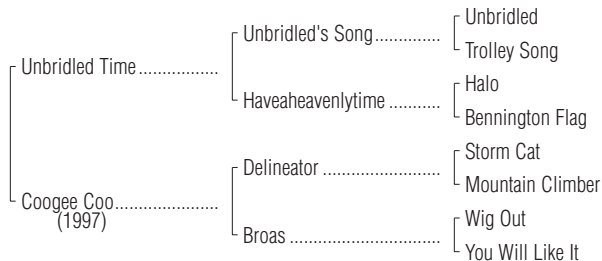 Unbridled
Unbridled's Song..............
Trolley Song
Unbridled Time.................
Halo
Haveaheavenlytime ...........
Bennington Flag
Storm Cat
Delineator .........................
Mountain Climber
Coogee Coo......................
(1997)
Wig Out
Broas ................................
You Will Like It